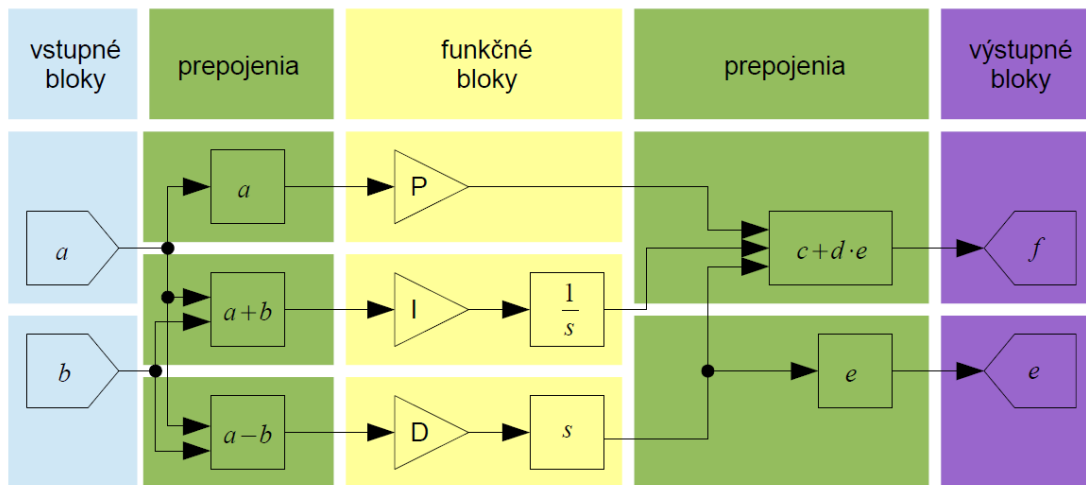 vstupné
bloky
prepojenia
funkčné
bloky
prepojenia
výstupné
bloky
a
P
a
c+d·e
f
a+b
I
1
s
b
e
e
a−b
D
s